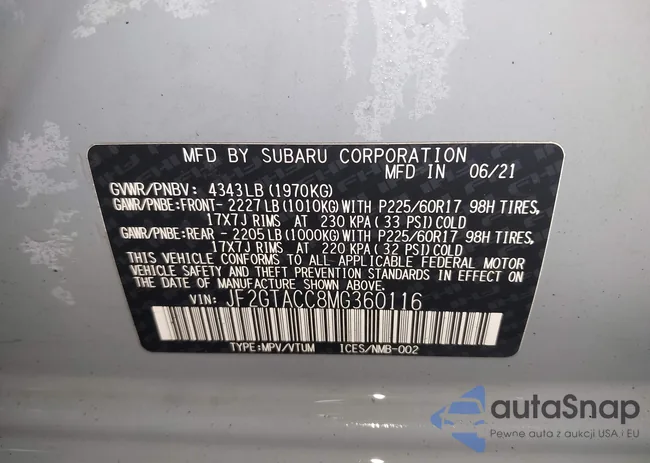 MFD BY SUBARU CORPORATION
MFD IN 06/21
GVWR/PNBV: 4343LB (1970KG)
GAWR/PNBE:FRONT- 2227LB (1010KG)WITH P225/60R17 98H TIRES,
17X7J RIMS AT 230 KPA (33 PSI)COLD
GAWR/PNBE:REAR - 2205LB (1000KG)WITH P225/60R17 98H TIRES,
17X7J RIMS AT 220 KPA (32 PSI)COLD
THIS VEHICLE CONFORMS TO ALL APPLICABLE FEDERAL MOTOR
VEHICLE SAFETY AND THEFT PREVENTION STANDARDS IN EFFECT ON
THE DATE OF MANUFACTURE SHOWN ABOVE.
VIN: JF2GTACC8MG360116
TYPE:MPV/VTUM ICES/NMB-002
autaSnap
Pewne auta z aukcji USA i EU